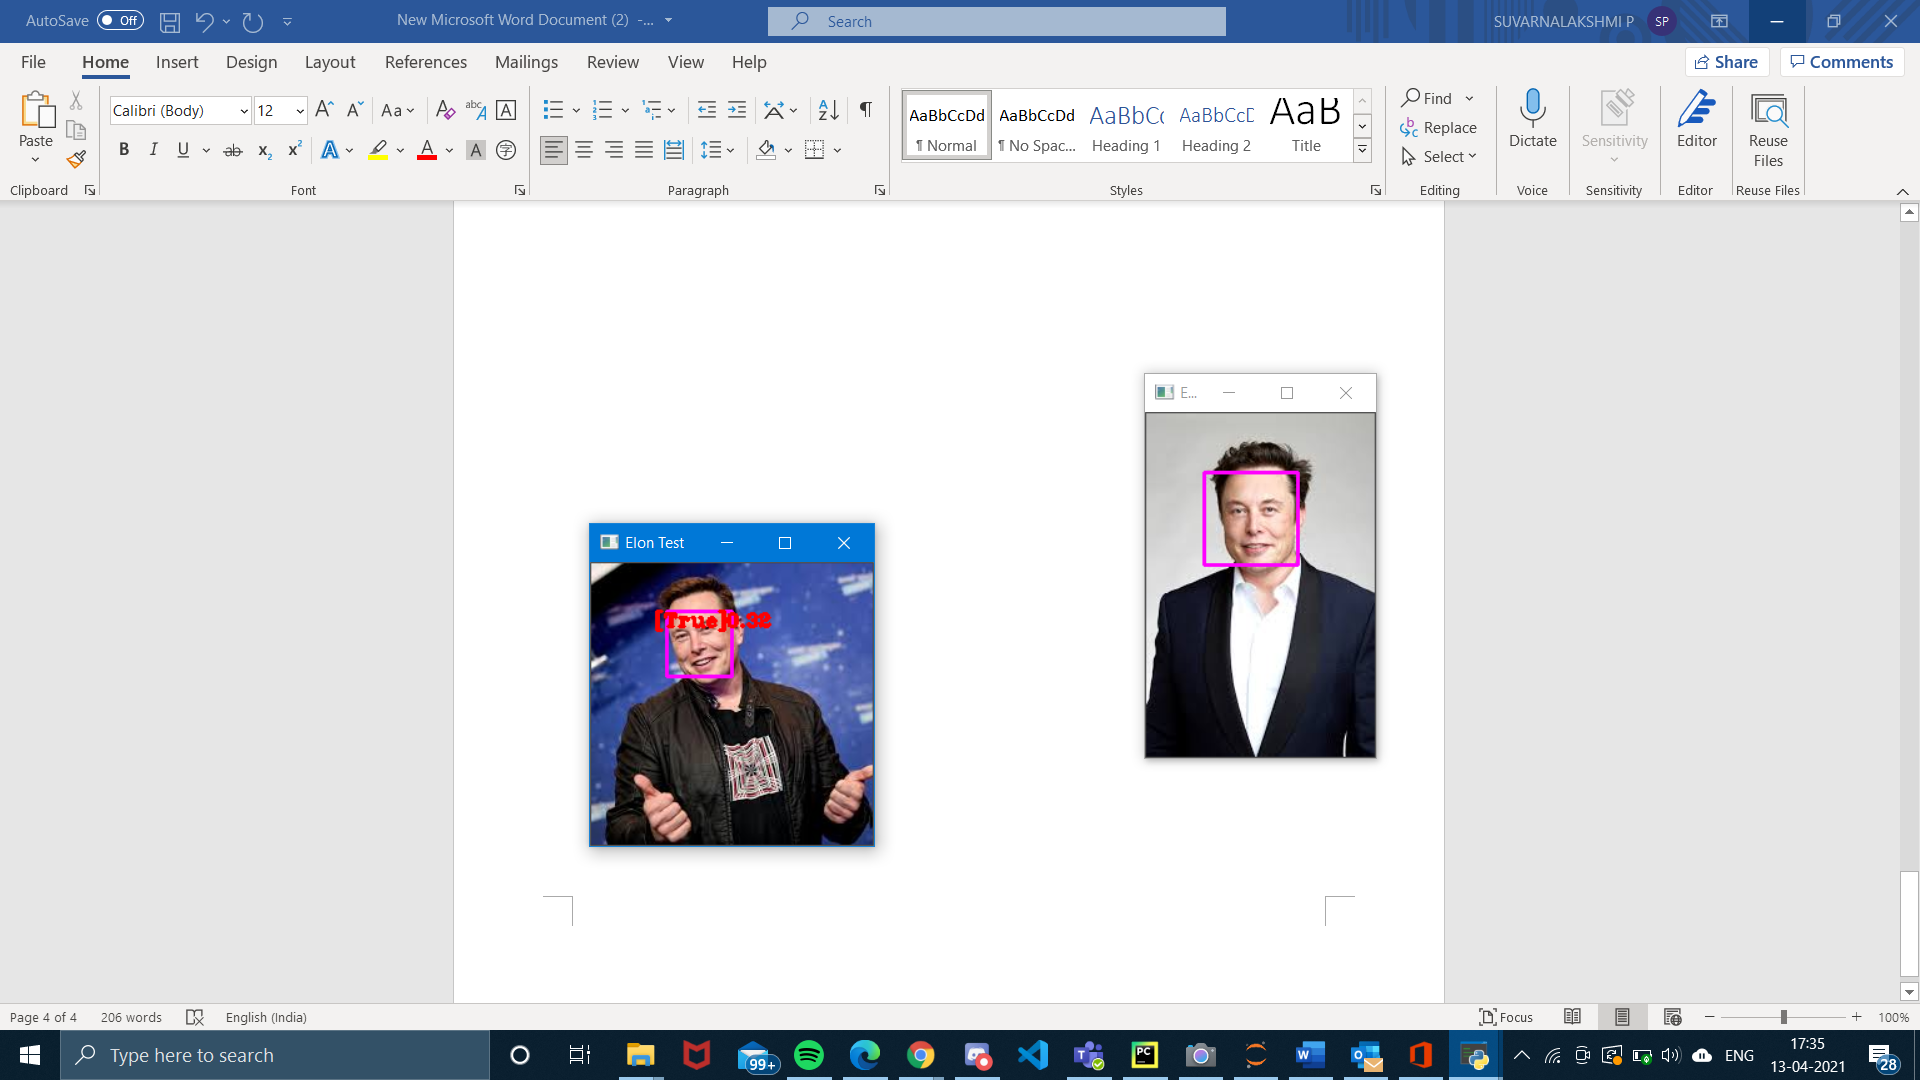 AutoSave Off New Microsoft Word Document (2) -... Search SUVARNALAKSHMI P SP
File Home Insert Design Layout References Mailings Review View Help Share Comments
Paste
Calibri (Body) 12 Aa
Clipboard Font Paragraph
AaBbCcDd AaBbCcDd AaBbCc AaBbCcD AaB
¶ Normal ¶ No Spac... Heading 1 Heading 2 Title
Styles
Find
Replace
Select
Editing
Dictate
Voice
Sensitivity
Sensitivity
Editor
Editor
Reuse
Files
Reuse Files
E...
Elon Test
[True]0.32
Page 4 of 4 206 words English (India) Focus 100%
Type here to search 99+ ENG 17:35
13-04-2021 28